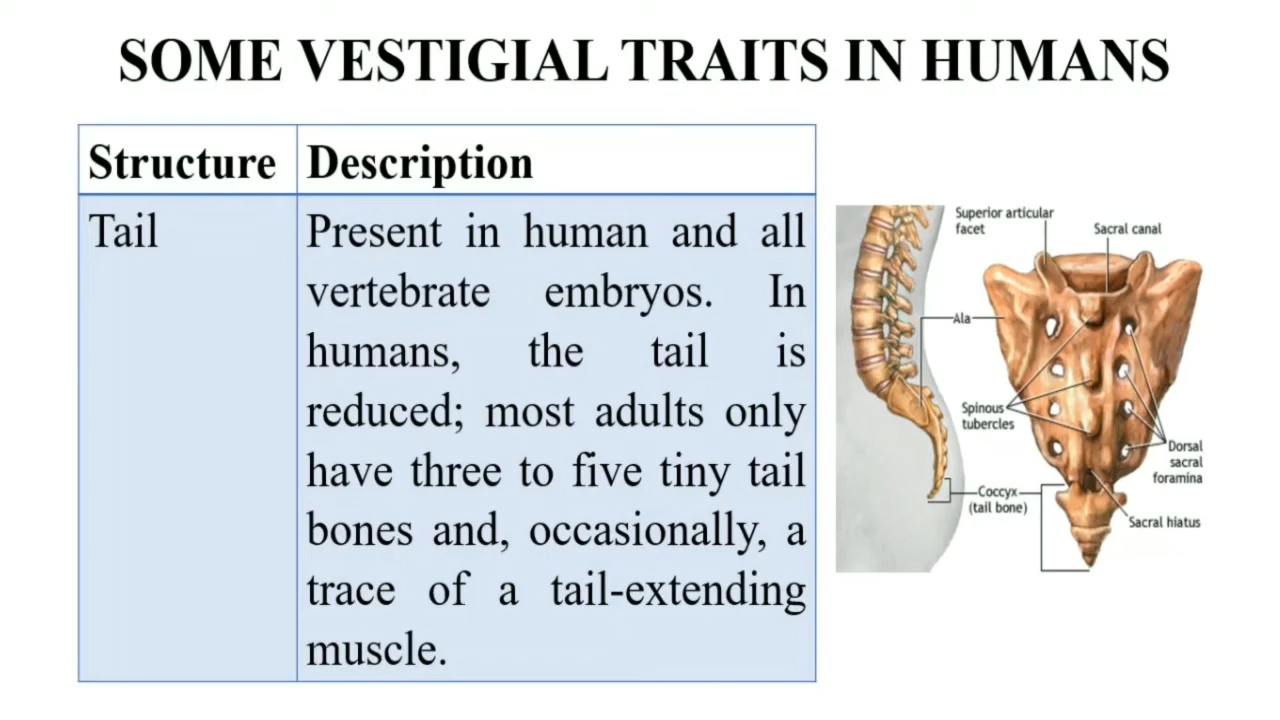 SOME VESTIGIAL TRAITS IN HUMANS
Structure
Description
Tail
Present in human and all
vertebrate embryos. In
humans, the tail is
reduced; most adults only
have three to five tiny tail
bones and, occasionally, a
trace of a tail-extending
muscle.
Superior articular
facet
Sacral canal
Ala
Spinous
tubercles
Dorsal
sacral
foramina
Coccyx
(tail bone)
Sacral hiatus